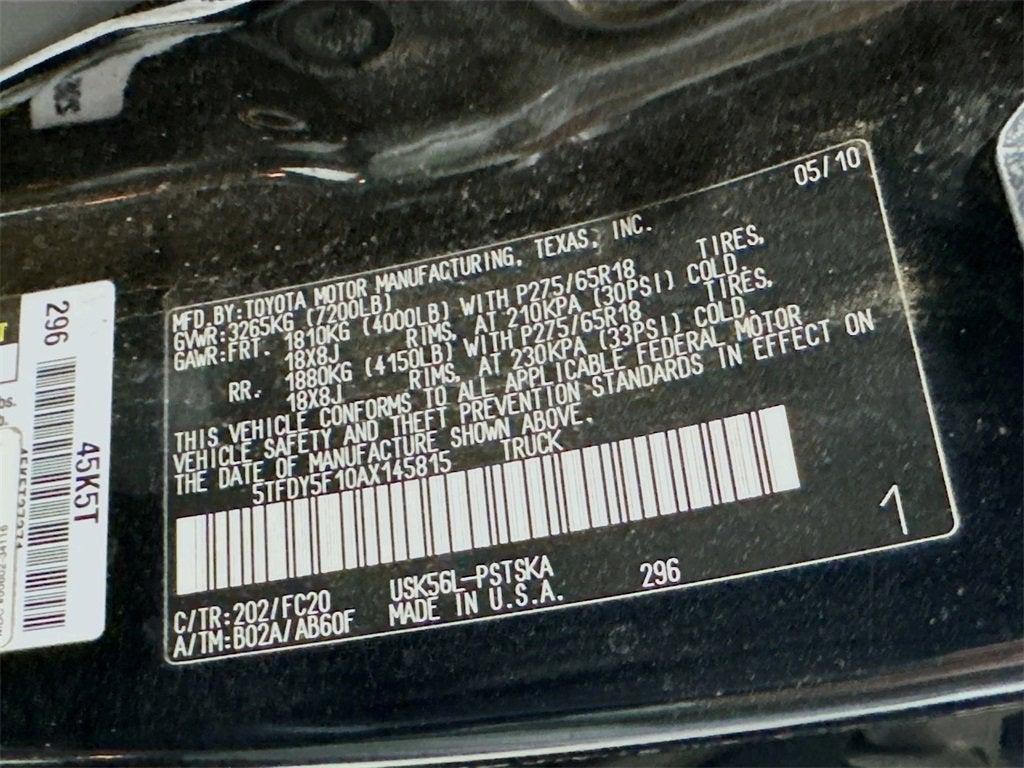 05/10
MFD.BY:TOYOTA MOTOR MANUFACTURING, TEXAS, INC.
GVWR:3265KG (7200LB)
GAWR:FRT. 1810KG (4000LB) WITH P275/65R18 TIRES,
18X8J RIMS, AT 210KPA (30PSI) COLD.
RR. 1880KG (4150LB) WITH P275/65R18 TIRES,
18X8J RIMS, AT 230KPA (33PSI) COLD.
THIS VEHICLE CONFORMS TO ALL APPLICABLE FEDERAL MOTOR
VEHICLE SAFETY AND THEFT PREVENTION STANDARDS IN EFFECT ON
THE DATE OF MANUFACTURE SHOWN ABOVE.
5TFDY5F10AX145815 TRUCK
C/TR:202/FC20 USK56L-PSTSKA 296
A/TM:B02A/AB60F MADE IN U.S.A.
1
296
45K5T